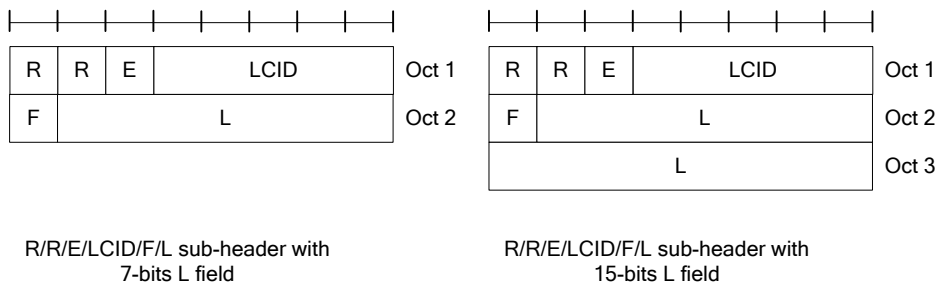 R R E LCID Oct 1
F L Oct 2
R/R/E/LCID/F/L sub-header with
7-bits L field
R R E LCID Oct 1
F L Oct 2
L Oct 3
R/R/E/LCID/F/L sub-header with
15-bits L field